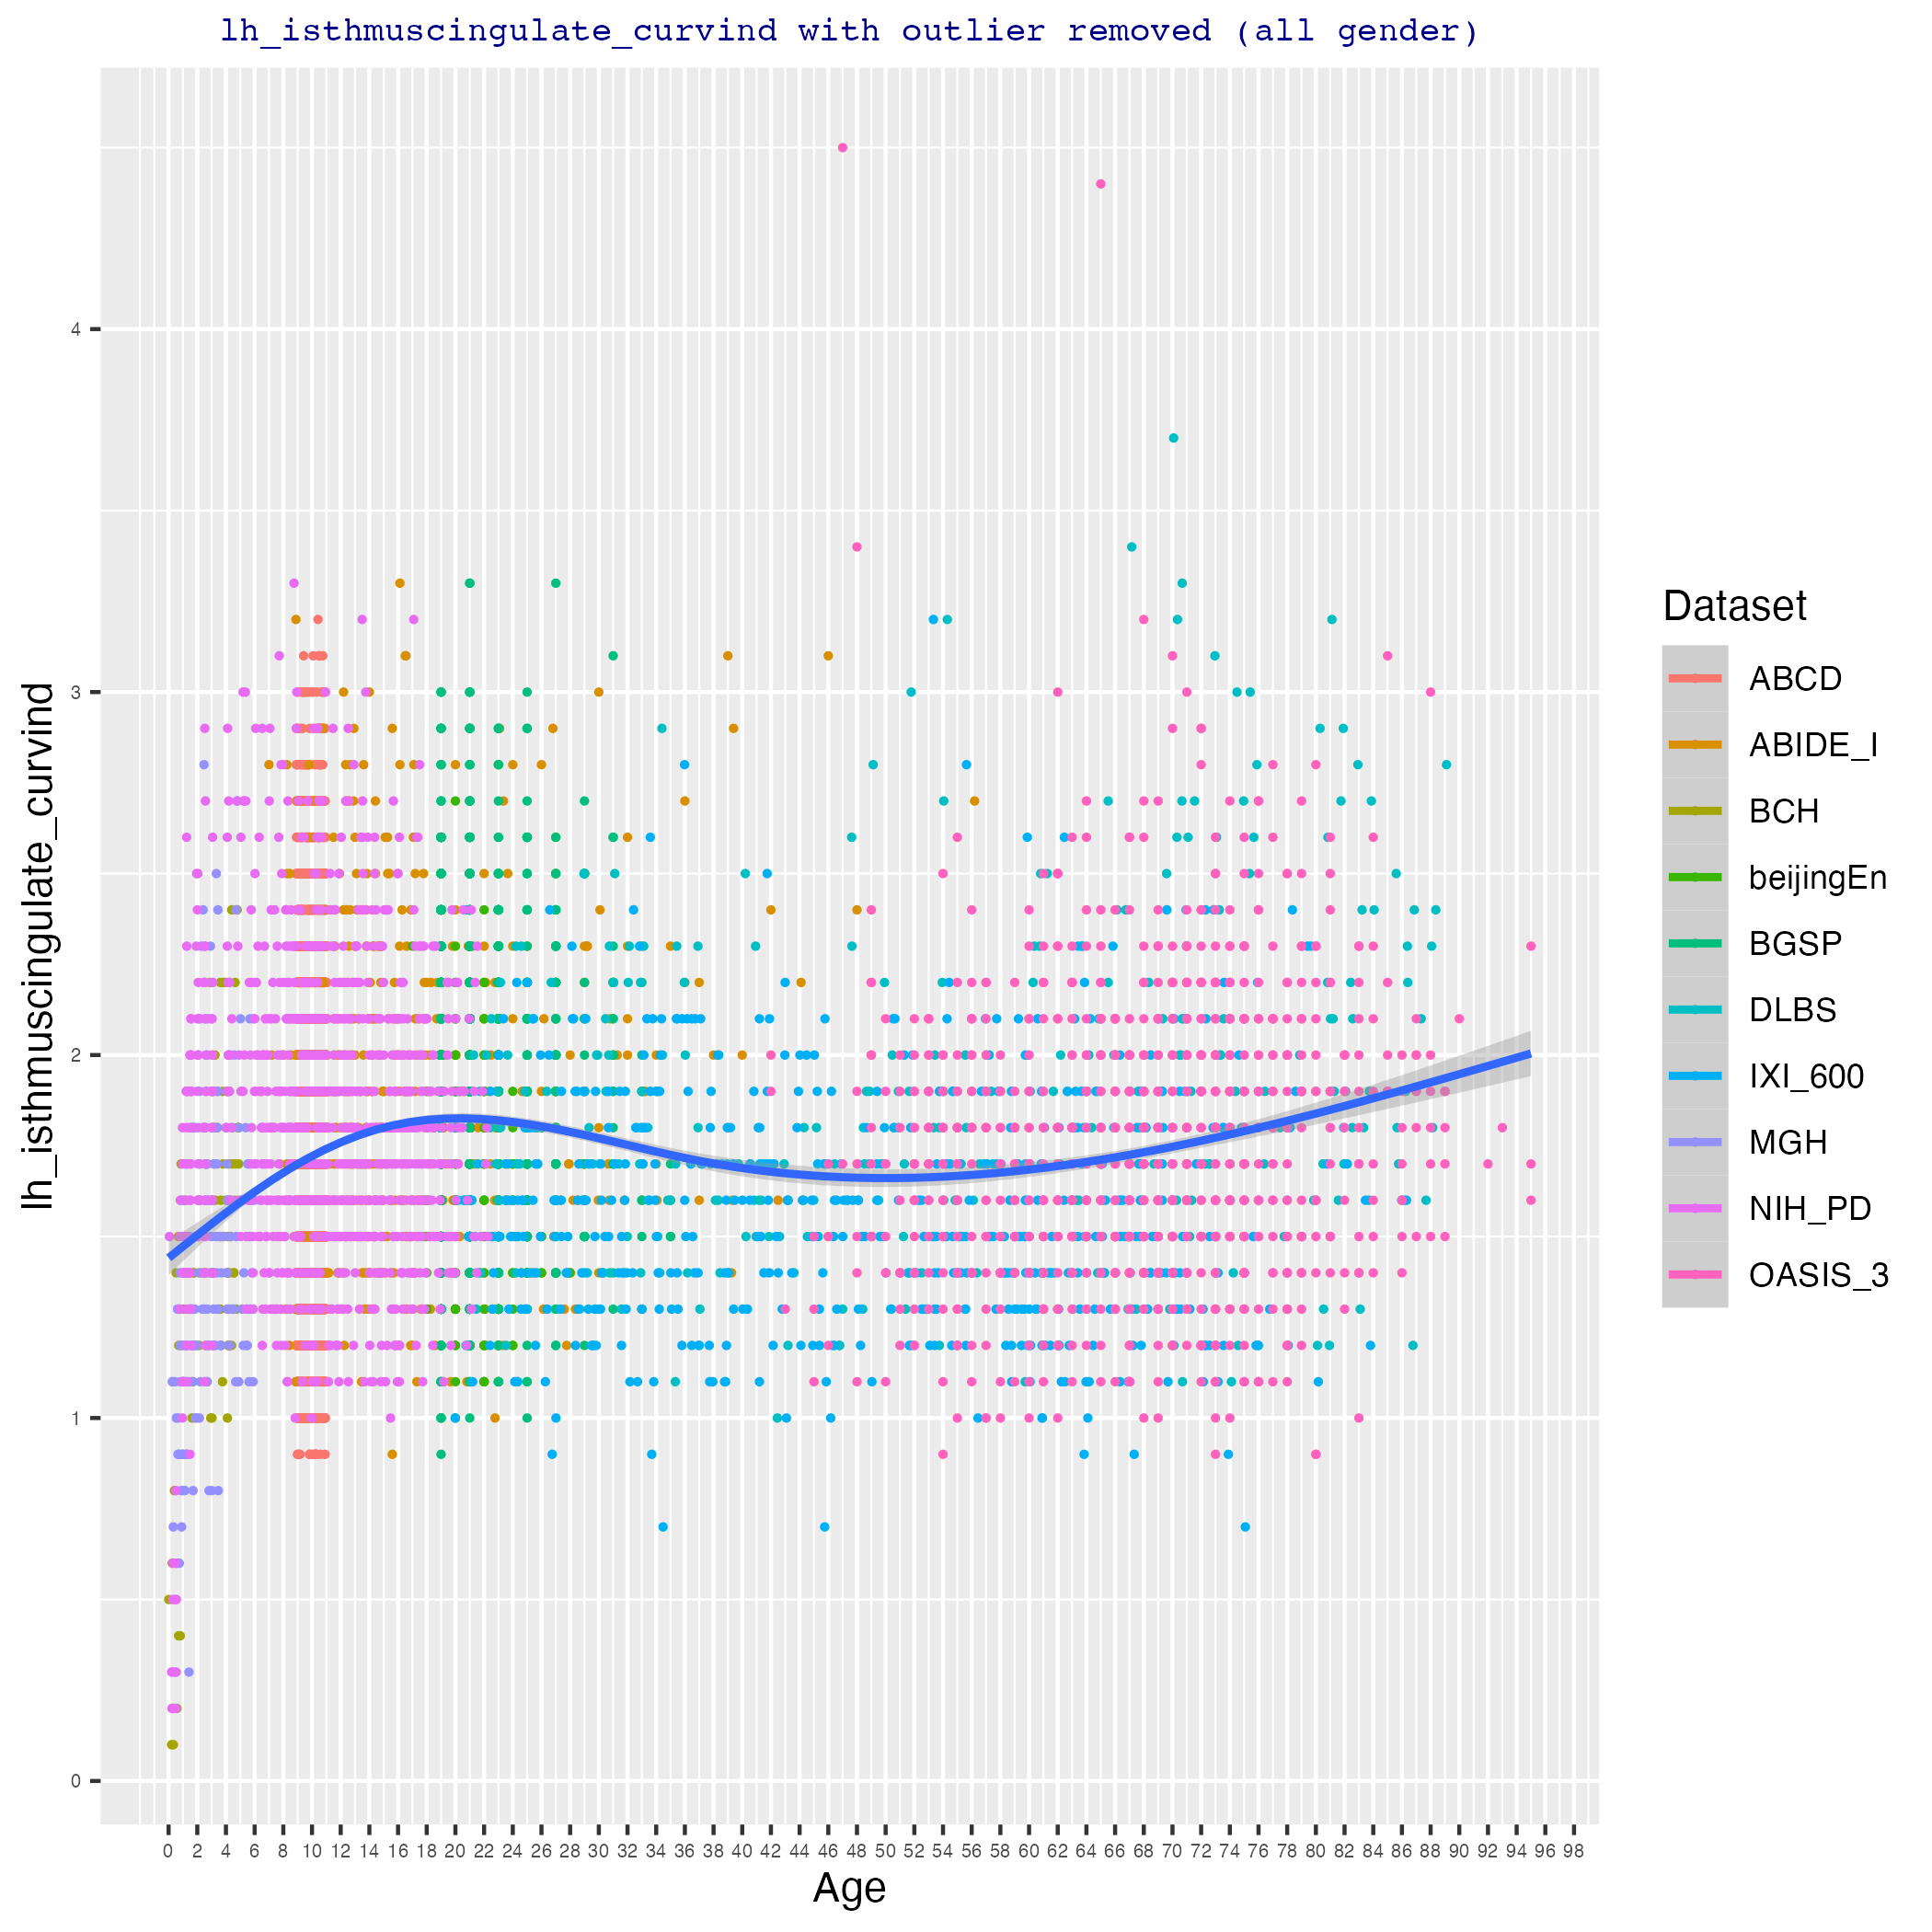 lh_isthmuscingulate_curvind with outlier removed (all gender)
lh_isthmuscingulate_curvind
4
3
2
1
0
0 2 4 6 8 10 12 14 16 18 20 22 24 26 28 30 32 34 36 38 40 42 44 46 48 50 52 54 56 58 60 62 64 66 68 70 72 74 76 78 80 82 84 86 88 90 92 94 96 98
Age
Dataset
ABCD
ABIDE_I
BCH
beijingEn
BGSP
DLBS
IXI_600
MGH
NIH_PD
OASIS_3